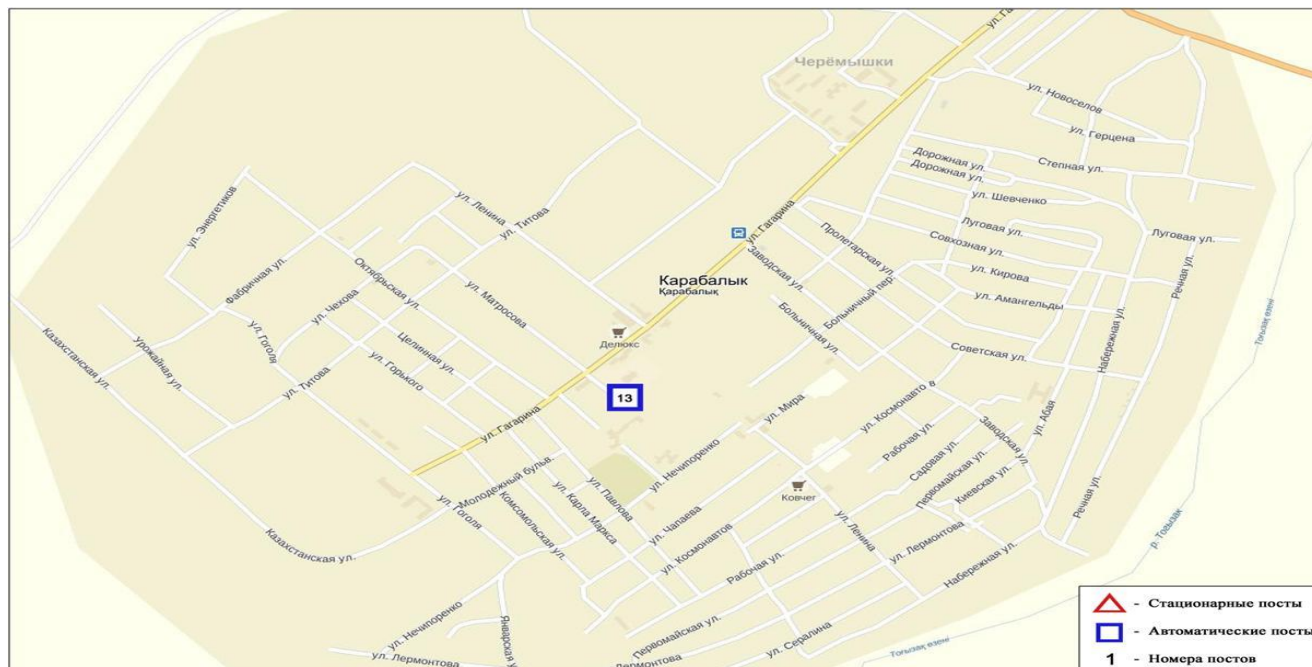 ул. Га
Черёмышки
ул. Новоселов
ул. Герцена
Дорожная ул.
Степная ул.
Дорожная ул.
ул. Шевченко
ул. Энергетиков
ул. Ленина
ул. Титова
ул. Гагарина
Пролетарская ул.
Луговая ул.
Совхозная ул.
Луговая ул.
Заводская ул.
Фабричная ул.
Октябрьская ул.
ул. Матросова
ул. Чехова
Карабалык
Қарабалық
Больничный пер.
ул. Кирова
ул. Амангельды
Речная ул.
Больничная ул.
Казахстанская ул.
Урожайная ул.
ул. Гоголя
Целинная ул.
ул. Горького
ул. Титова
Делюкс
Советская ул.
Набережная ул.
Тоғызақ өзені
13
ул. Гагарина
ул. Мира
ул. Космонавтов
Заводская ул.
ул. Абая
Рабочая ул.
Садовая ул.
Первомайская ул.
Киевская ул.
ул. Нечипоренко
Молодежный бульв.
ул. Павлова
Ковчег
ул. Гоголя
Комсомольская ул.
ул. Карла Маркса
ул. Чапаева
ул. Космонавтов
ул. Ленина
Речная ул.
р. Тогызак
Казахстанская ул.
Рабочая ул.
ул. Лермонтова
Набережная ул.
ул. Нечипоренко
Январская ул.
ул. Лермонтова
Первомайская ул.
ул. Сералина
Тоғызақ өзені
- Стационарные посты
- Автоматические посты
1 - Номера постов